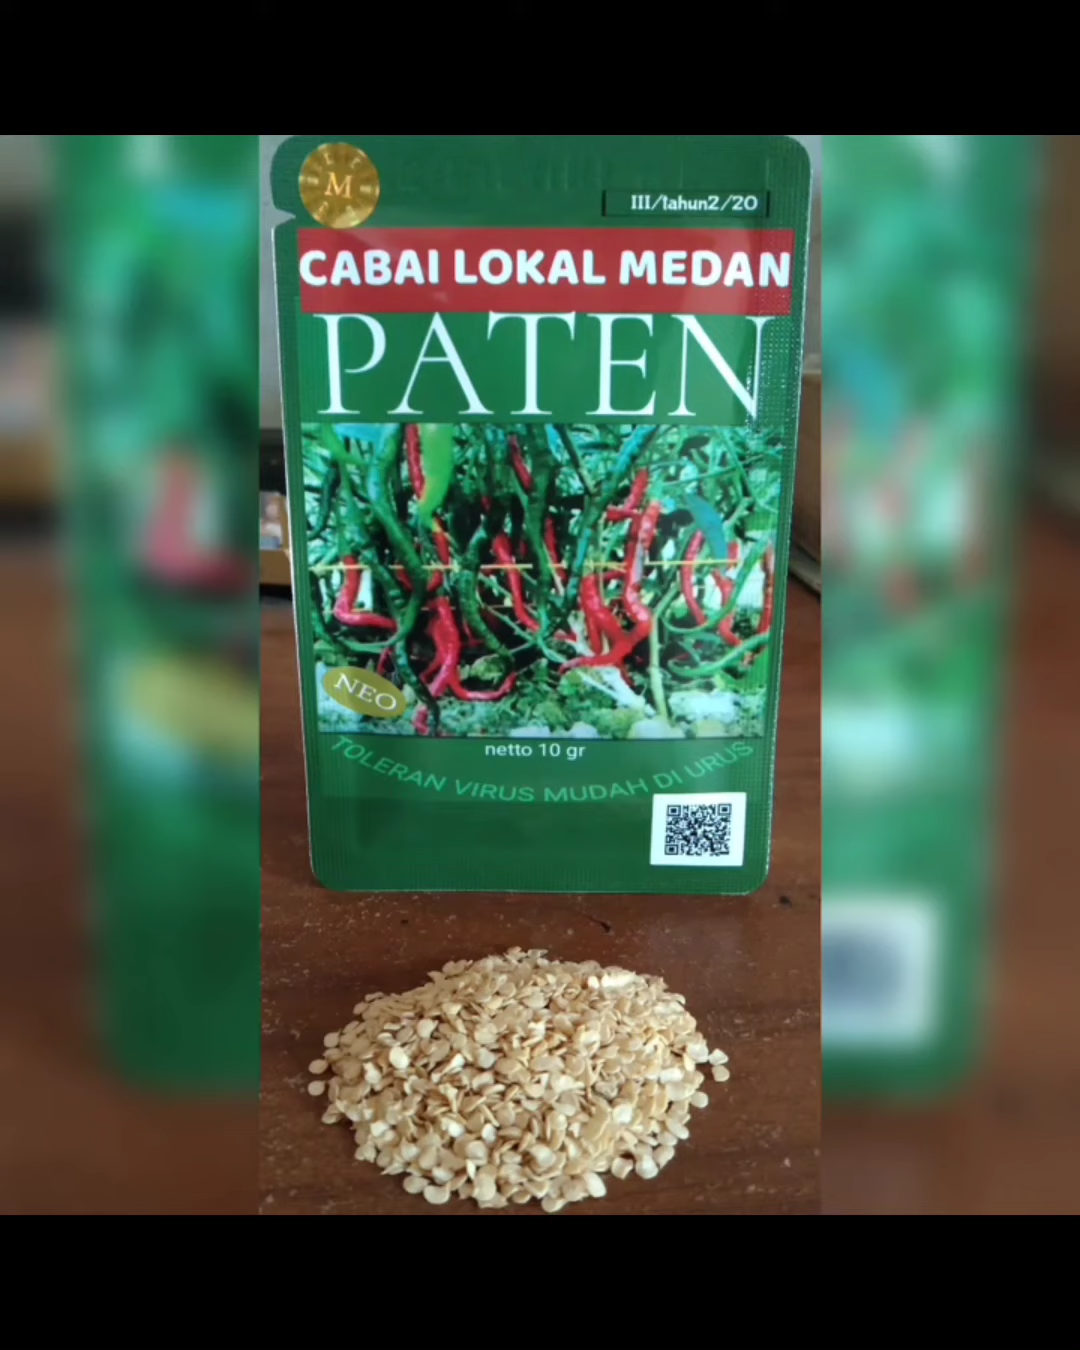 M
III/tahun2/20
CABAI LOKAL MEDAN
PATEN
NEO
netto 10 gr
TOLERAN VIRUS MUDAH DI URUS